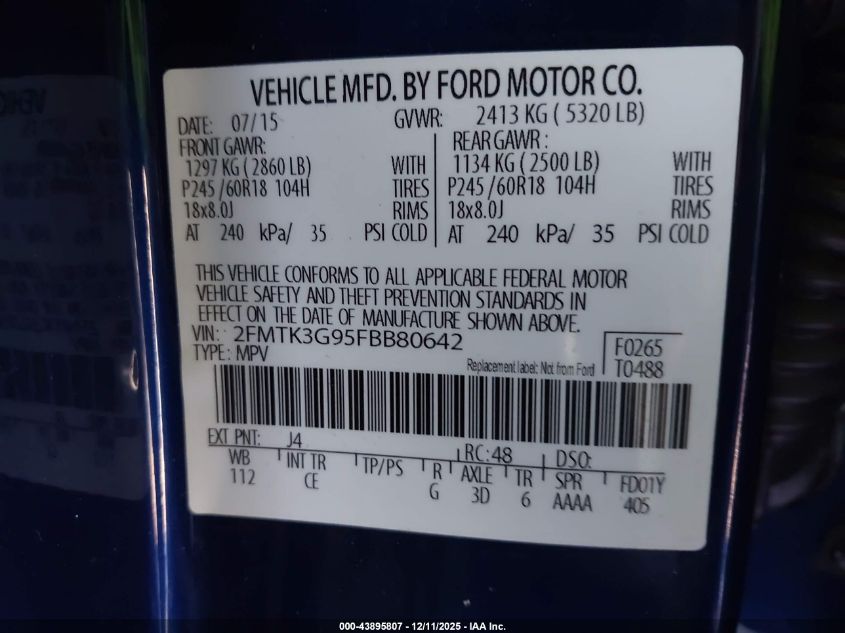 VEHICLE MFD. BY FORD MOTOR CO.
DATE: 07/15 GVWR: 2413 KG ( 5320 LB)
FRONT GAWR: REAR GAWR :
1297 KG ( 2860 LB) WITH 1134 KG ( 2500 LB) WITH
P245 /60R18 104H TIRES P245 /60R18 104H TIRES
18x8.0J RIMS 18x8.0J RIMS
AT 240 kPa/ 35 PSI COLD AT 240 kPa/ 35 PSI COLD
THIS VEHICLE CONFORMS TO ALL APPLICABLE FEDERAL MOTOR
VEHICLE SAFETY AND THEFT PREVENTION STANDARDS IN
EFFECT ON THE DATE OF MANUFACTURE SHOWN ABOVE.
VIN: 2FMTK3G95FBB80642 F0265
TYPE: MPV Replacement label: Not from Ford T0488
EXT PNT: J4 RC: 48 DSO:
WB INT TR TP/PS R AXLE TR SPR FD01Y
112 CE G 3D 6 AAAA 405
000-43895807 - 12/11/2025 - IAA Inc.